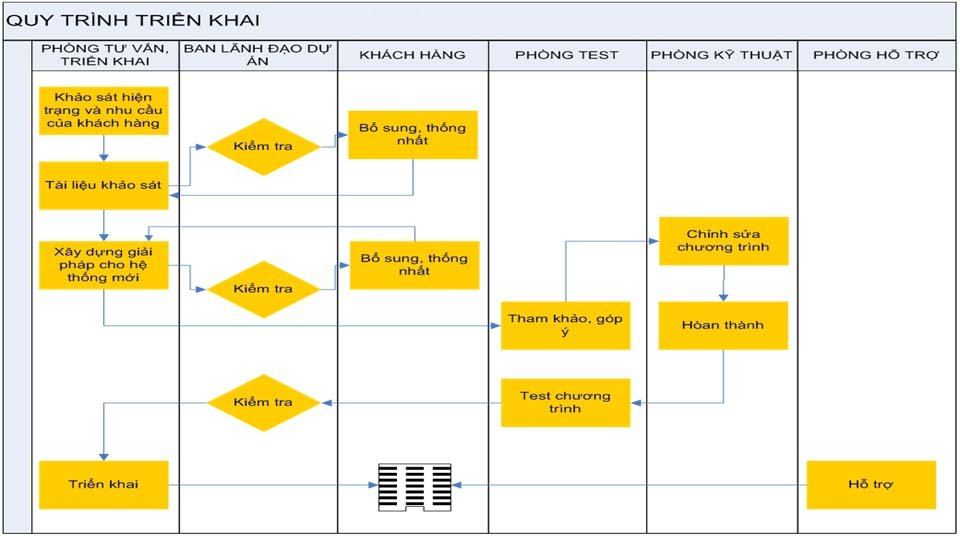 QUY TRÌNH TRIỂN KHAI
PHÒNG TƯ VẤN,
TRIỂN KHAI
BAN LÃNH ĐẠO DỰ
ÁN
KHÁCH HÀNG
PHÒNG TEST
PHÒNG KỸ THUẬT
PHÒNG HỖ TRỢ
Khảo sát hiện
trạng và nhu cầu
của khách hàng
Kiểm tra
Bổ sung, thống
nhất
Tài liệu khảo sát
Xây dựng giải
pháp cho hệ
thống mới
Kiểm tra
Bổ sung, thống
nhất
Chỉnh sửa
chương trình
Tham khảo, góp
ý
Hòan thành
Kiểm tra
Test chương
trình
Triển khai
Hỗ trợ